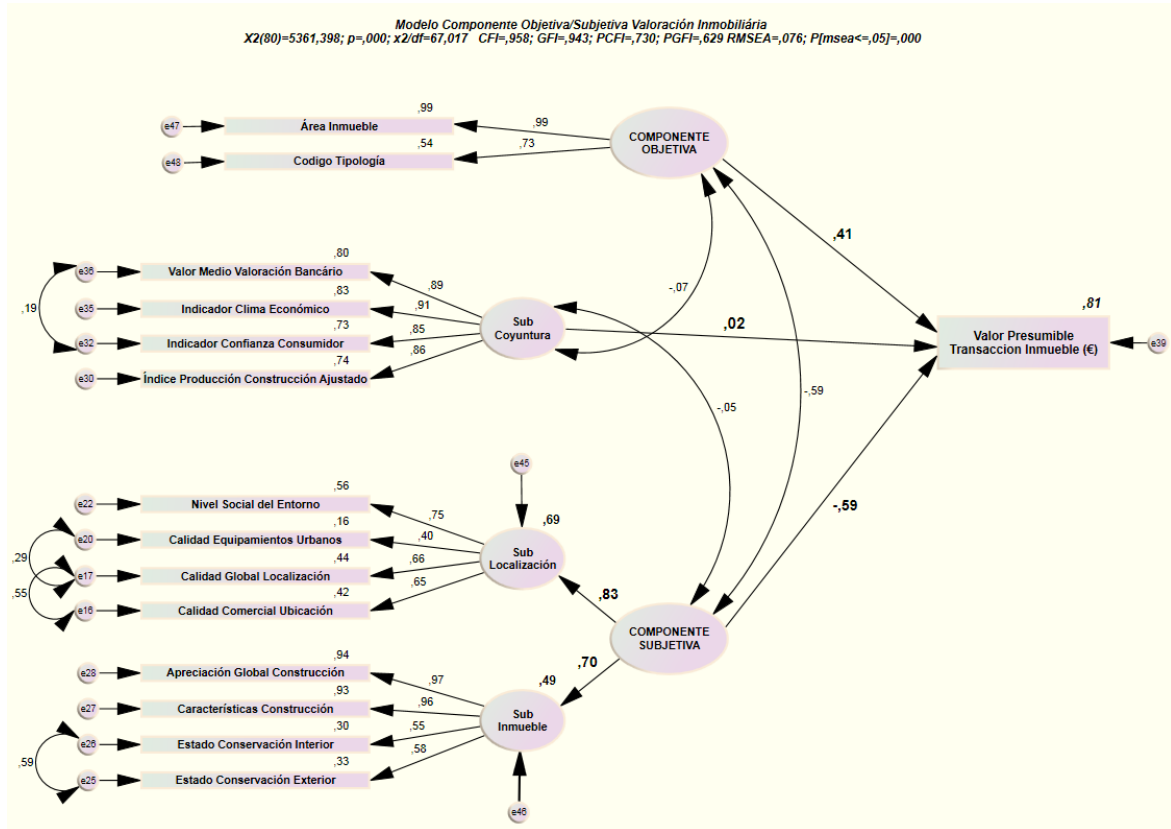 Modelo Componente Objetiva/Subjetiva Valoración Inmobiliária
X2(80)=5361,398; p=,000; x2/df=67,017 CFI=,958; GFI=,943; PCFI=,730; PGFI=,629 RMSEA=,076; P[msea<=,05]=,000
,99
e47 Área Inmueble ,99
,54
e48 Codigo Tipología ,73
COMPONENTE
OBJETIVA
,41
,80
e36 Valor Medio Valoración Bancário ,89
,83
e35 Indicador Clima Económico ,91
,19
,73
e32 Indicador Confianza Consumidor ,85
,74
e30 Índice Producción Construcción Ajustado ,86
Sub
Coyuntura
-,07
,02
-,05
-,59
,81
Valor Presumible
Transaccion Inmueble (€)
e39
-,59
e45
,56
e22 Nivel Social del Entorno ,75
,16
e20 Calidad Equipamientos Urbanos ,40
,29
,44
e17 Calidad Global Localización ,66
,55
,42
e16 Calidad Comercial Ubicación ,65
,69
Sub
Localización
,83
COMPONENTE
SUBJETIVA
,70
,94
e28 Apreciación Global Construcción ,97
,93
e27 Características Construcción ,96
,30
e26 Estado Conservación Interior ,55
,59
,33
e25 Estado Conservación Exterior ,58
,49
Sub
Inmueble
e46